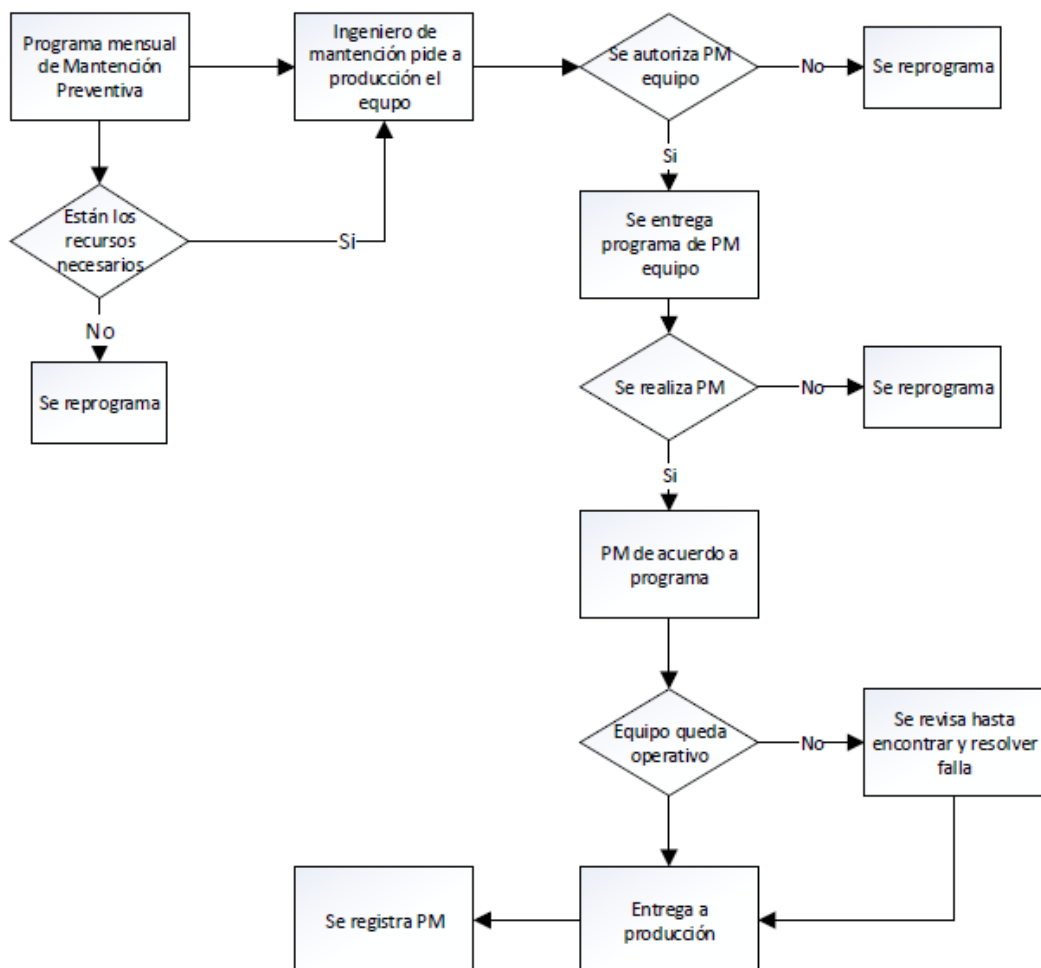 Programa mensual
de Mantención
Preventiva
Ingeniero de
mantención pide a
producción el
equpo
Se autoriza PM
equipo
No
Se reprograma
Si
Están los
recursos
necesarios
Si
Se entrega
programa de PM
equipo
No
Se reprograma
Se realiza PM
No
Se reprograma
Si
PM de acuerdo a
programa
Equipo queda
operativo
No
Se revisa hasta
encontrar y resolver
falla
Entrega a
producción
Se registra PM